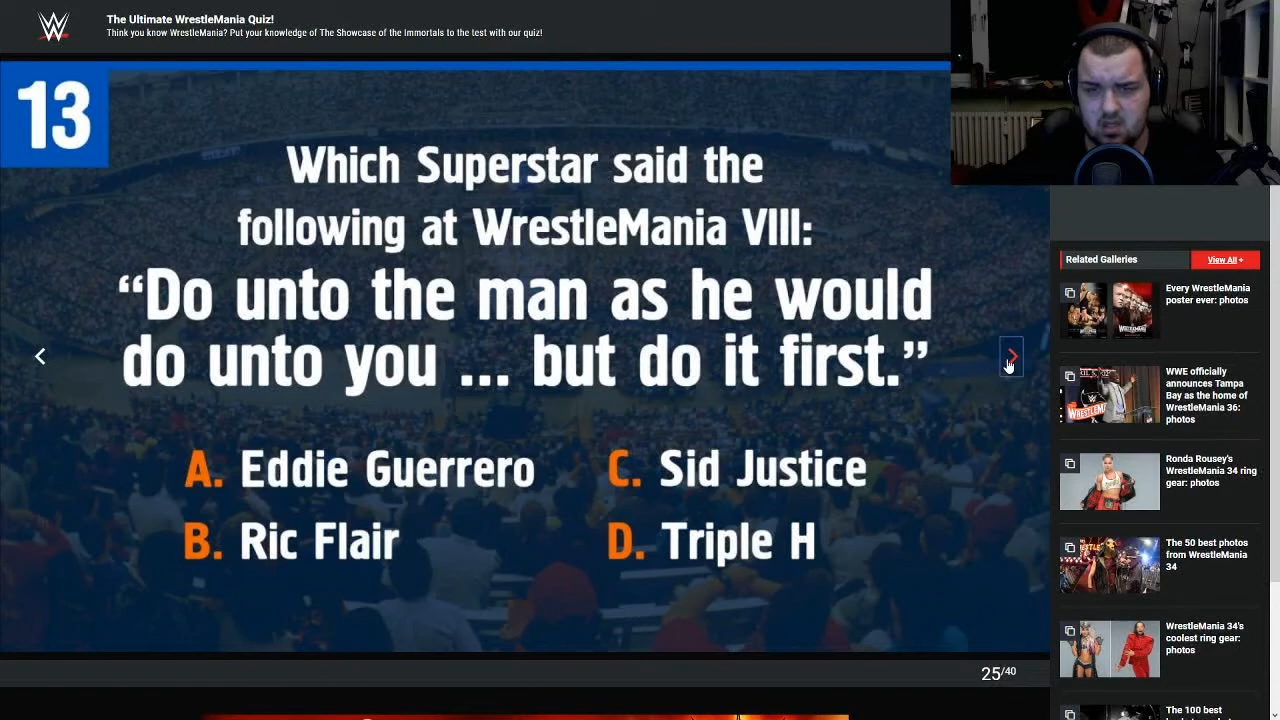 The Ultimate WrestleMania Quiz!
Think you know WrestleMania? Put your knowledge of The Showcase of the Immortals to the test with our quiz!
13
Which Superstar said the
following at WrestleMania VIII:
“Do unto the man as he would
do unto you ... but do it first.”
A. Eddie Guerrero
C. Sid Justice
B. Ric Flair
D. Triple H
25/40
Related Galleries
View All +
Every WrestleMania
poster ever: photos
WWE officially
announces Tampa
Bay as the home of
WrestleMania 36:
photos
Ronda Rousey's
WrestleMania 34 ring
gear: photos
The 50 best photos
from WrestleMania
34
WrestleMania 34's
coolest ring gear:
photos
The 100 best